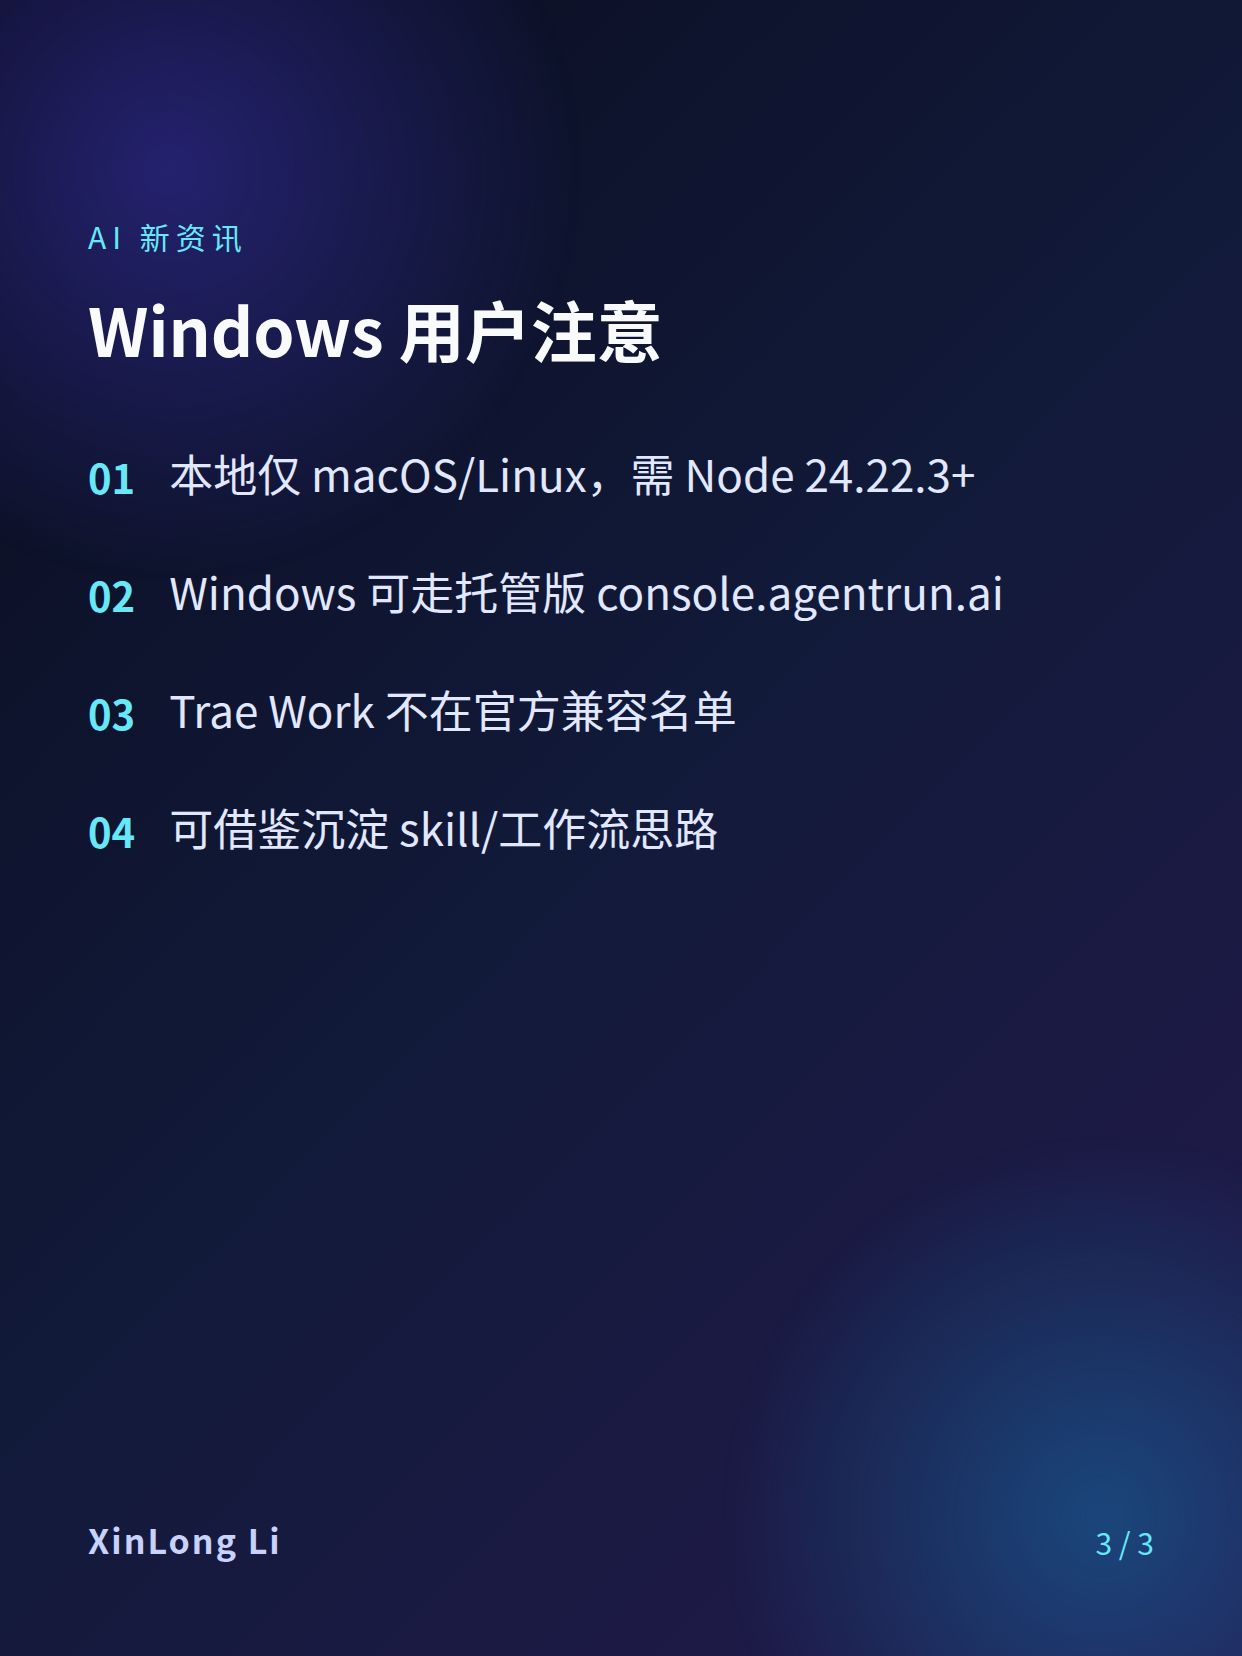 AI 新资讯
Windows 用户注意
01 本地仅 macOS/Linux，需 Node 24.22.3+
02 Windows 可走托管版 console.agentrun.ai
03 Trae Work 不在官方兼容名单
04 可借鉴沉淀 skill/工作流思路
XinLong Li
3 / 3